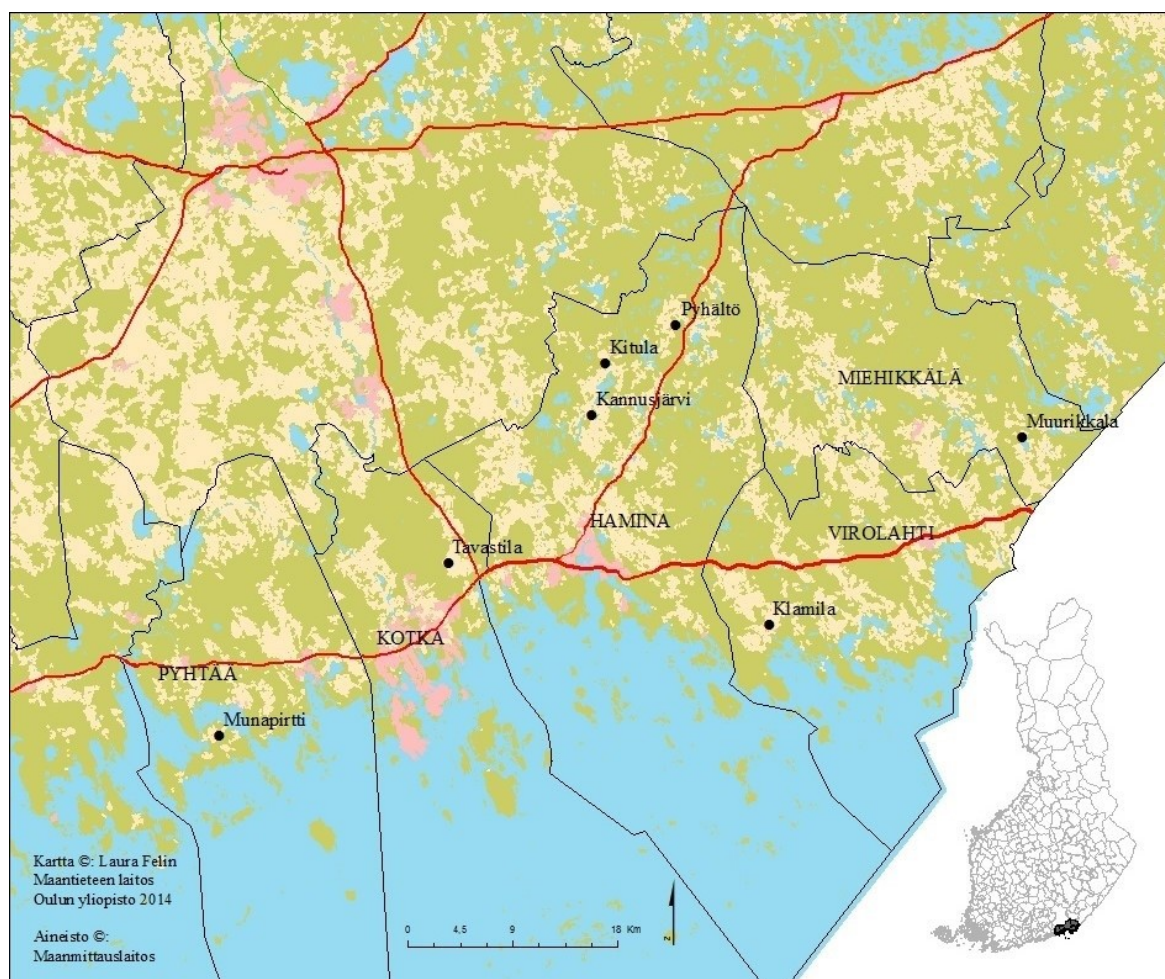 Pyhältö
Kitula
MIEHIKKÄLÄ
Kannusjärvi
Muurikkala
HAMINA
VIROLAHTI
Tavastila
Klamila
KOTKA
PYHTÄÄ
Munapirtti
Kartta ©: Laura Felin
Maantieteen laitos
Oulun yliopisto 2014
Aineisto ©:
Maanmittauslaitos
0 4,5 9 18 Km
N